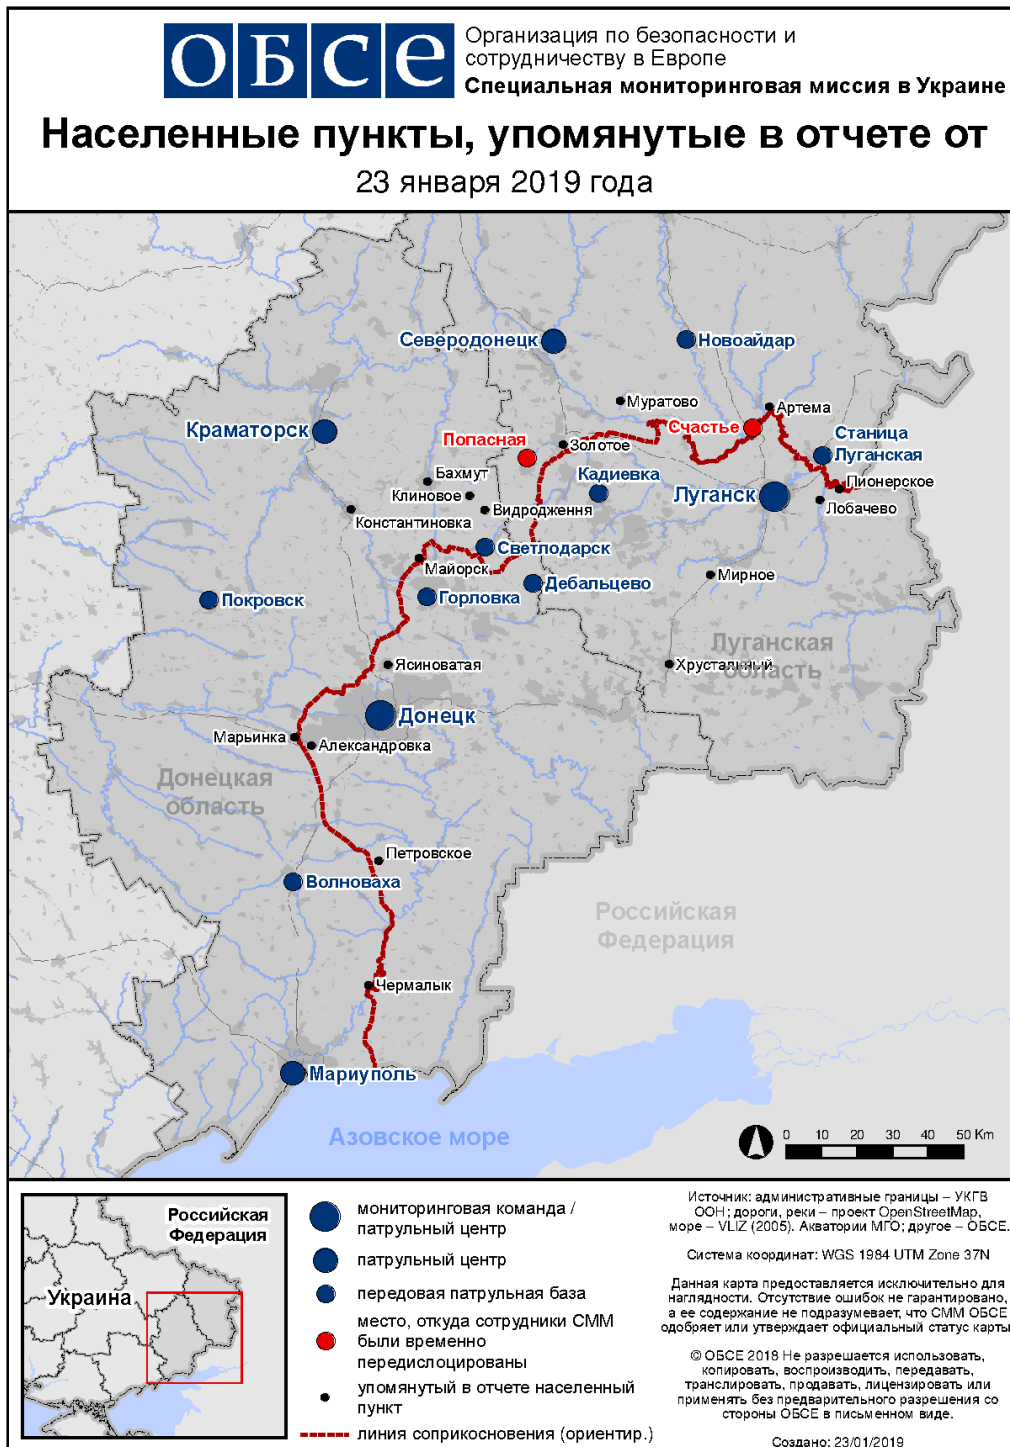 ОБСЕ
Организация по безопасности и
сотрудничеству в Европе
Специальная мониторинговая миссия в Украине
Населенные пункты, упомянутые в отчете от
23 января 2019 года
Северодонецк
Новоайдар
Муратово
Артема
Счастье
Краматорск
Попасная
Золотое
Станица
Луганская
Бахмут
Кадиевка
Луганск
Пионерское
Клиновое
Лобачево
Видродження
Константиновка
Светлодарск
Майорск
Мирное
Дебальцево
Покровск
Горловка
Луганская
область
Ясиноватая
Хрустальный
Донецк
Марьинка
Александровка
Донецкая
область
Петровское
Волноваха
Российская
Федерация
Чермалык
Мариуполь
Азовское море
0 10 20 30 40 50 Km
Российская
Федерация
Украина
мониторинговая команда /
патрульный центр
патрульный центр
передовая патрульная база
место, откуда сотрудники СММ
были временно
передислоцированы
упомянутый в отчете населенный
пункт
линия соприкосновения (ориентир.)
Источник: административные границы – УКГВ
ООН; дороги, реки – проект OpenStreetMap,
море – VLIZ (2005). Акватории МГО; другое – ОБСЕ.
Система координат: WGS 1984 UTM Zone 37N
Данная карта предоставляется исключительно для
наглядности. Отсутствие ошибок не гарантировано,
а ее содержание не подразумевает, что СММ ОБСЕ
одобряет или утверждает официальный статус карты
© ОБСЕ 2018 Не разрешается использовать,
копировать, воспроизводить, передавать,
транслировать, продавать, лицензировать или
применять без предварительного разрешения со
стороны ОБСЕ в письменном виде.
Создано: 23/01/2019